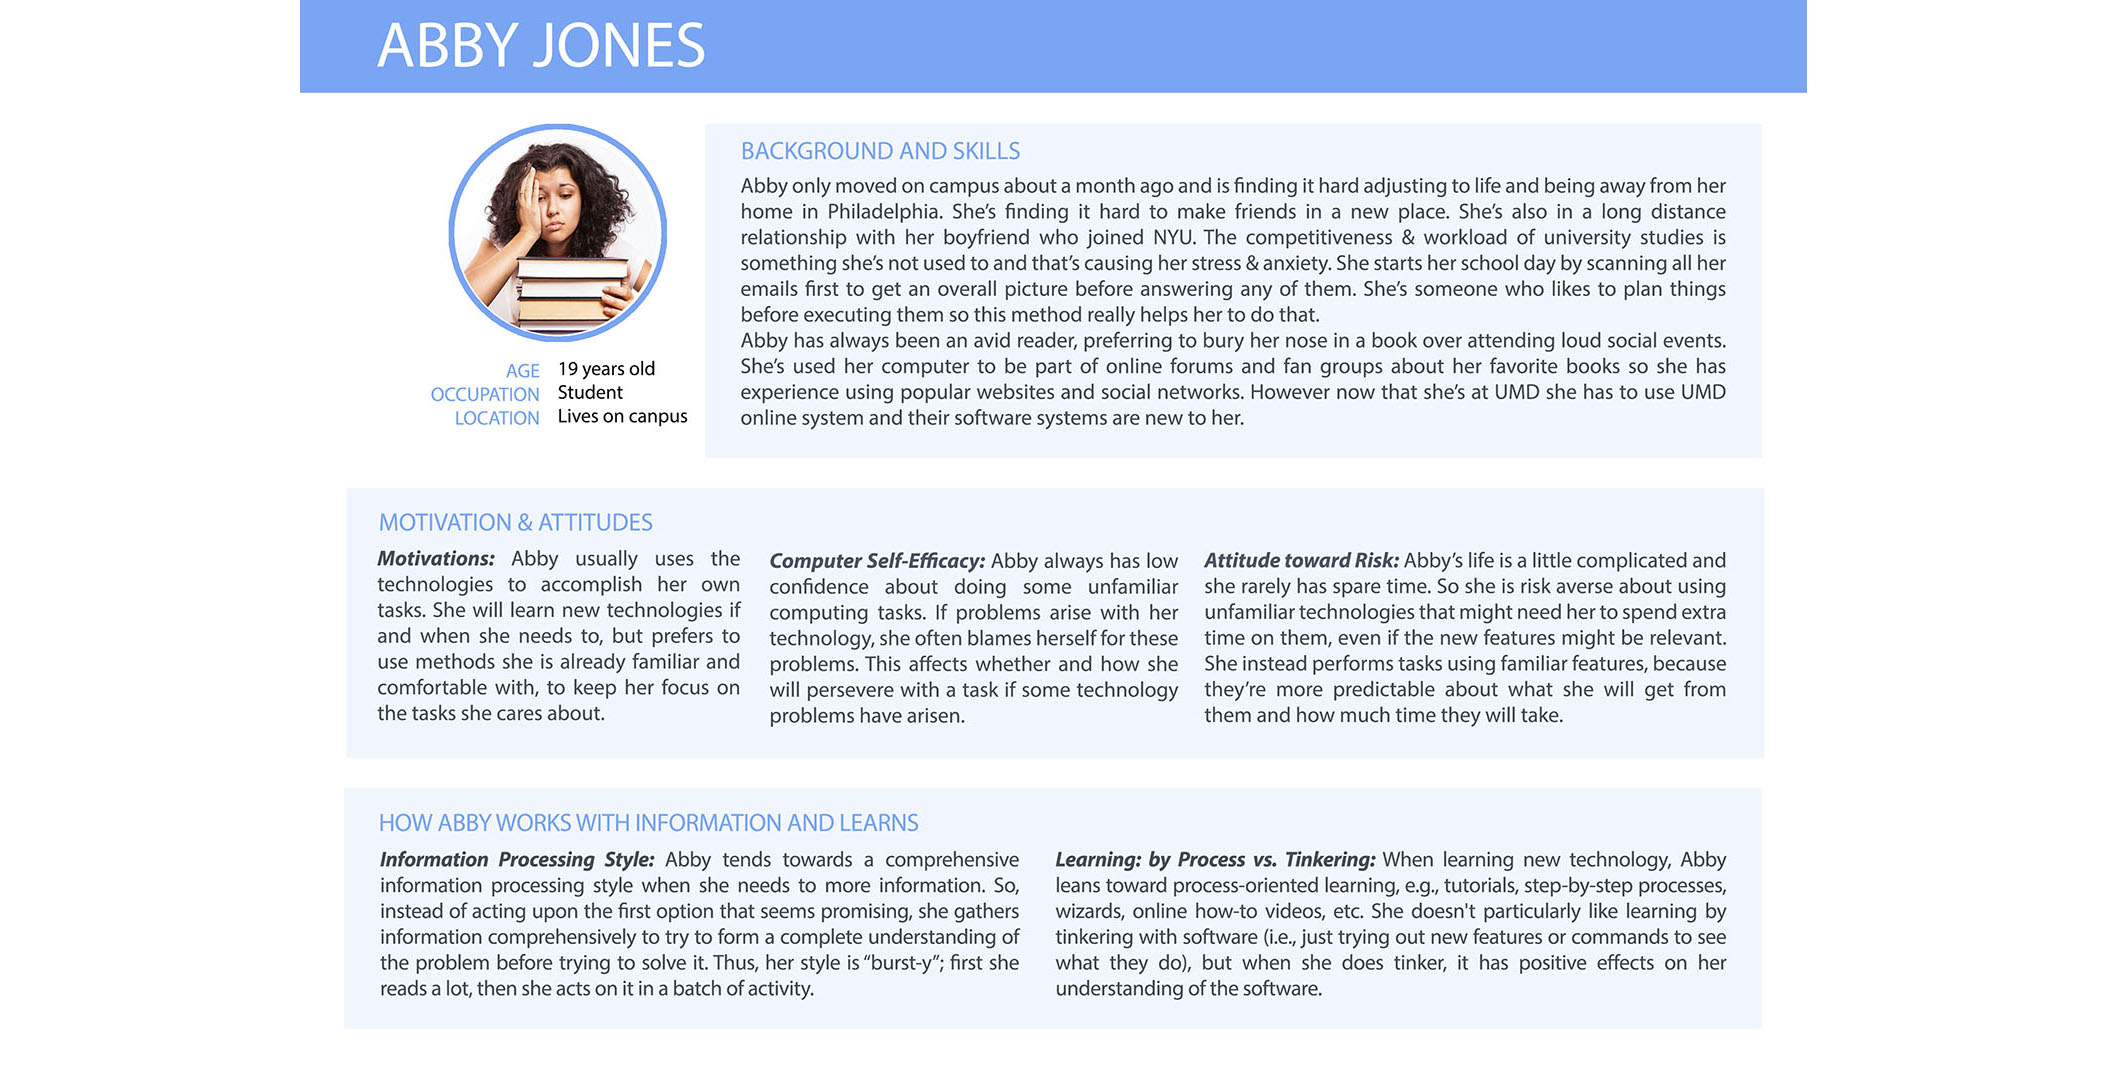 ABBY JONES
AGE 19 years old
OCCUPATION Student
LOCATION Lives on canpus
BACKGROUND AND SKILLS
Abby only moved on campus about a month ago and is finding it hard adjusting to life and being away from her
home in Philadelphia. She’s finding it hard to make friends in a new place. She’s also in a long distance
relationship with her boyfriend who joined NYU. The competitiveness & workload of university studies is
something she’s not used to and that’s causing her stress & anxiety. She starts her school day by scanning all her
emails first to get an overall picture before answering any of them. She’s someone who likes to plan things
before executing them so this method really helps her to do that.
Abby has always been an avid reader, preferring to bury her nose in a book over attending loud social events.
She’s used her computer to be part of online forums and fan groups about her favorite books so she has
experience using popular websites and social networks. However now that she’s at UMD she has to use UMD
online system and their software systems are new to her.
MOTIVATION & ATTITUDES
Motivations: Abby usually uses the
technologies to accomplish her own
tasks. She will learn new technologies if
and when she needs to, but prefers to
use methods she is already familiar and
comfortable with, to keep her focus on
the tasks she cares about.
Computer Self-Efficacy: Abby always has low
confidence about doing some unfamiliar
computing tasks. If problems arise with her
technology, she often blames herself for these
problems. This affects whether and how she
will persevere with a task if some technology
problems have arisen.
Attitude toward Risk: Abby’s life is a little complicated and
she rarely has spare time. So she is risk averse about using
unfamiliar technologies that might need her to spend extra
time on them, even if the new features might be relevant.
She instead performs tasks using familiar features, because
they’re more predictable about what she will get from
them and how much time they will take.
HOW ABBY WORKS WITH INFORMATION AND LEARNS
Information Processing Style: Abby tends towards a comprehensive
information processing style when she needs to more information. So,
instead of acting upon the first option that seems promising, she gathers
information comprehensively to try to form a complete understanding of
the problem before trying to solve it. Thus, her style is “burst-y”; first she
reads a lot, then she acts on it in a batch of activity.
Learning: by Process vs. Tinkering: When learning new technology, Abby
leans toward process-oriented learning, e.g., tutorials, step-by-step processes,
wizards, online how-to videos, etc. She doesn't particularly like learning by
tinkering with software (i.e., just trying out new features or commands to see
what they do), but when she does tinker, it has positive effects on her
understanding of the software.